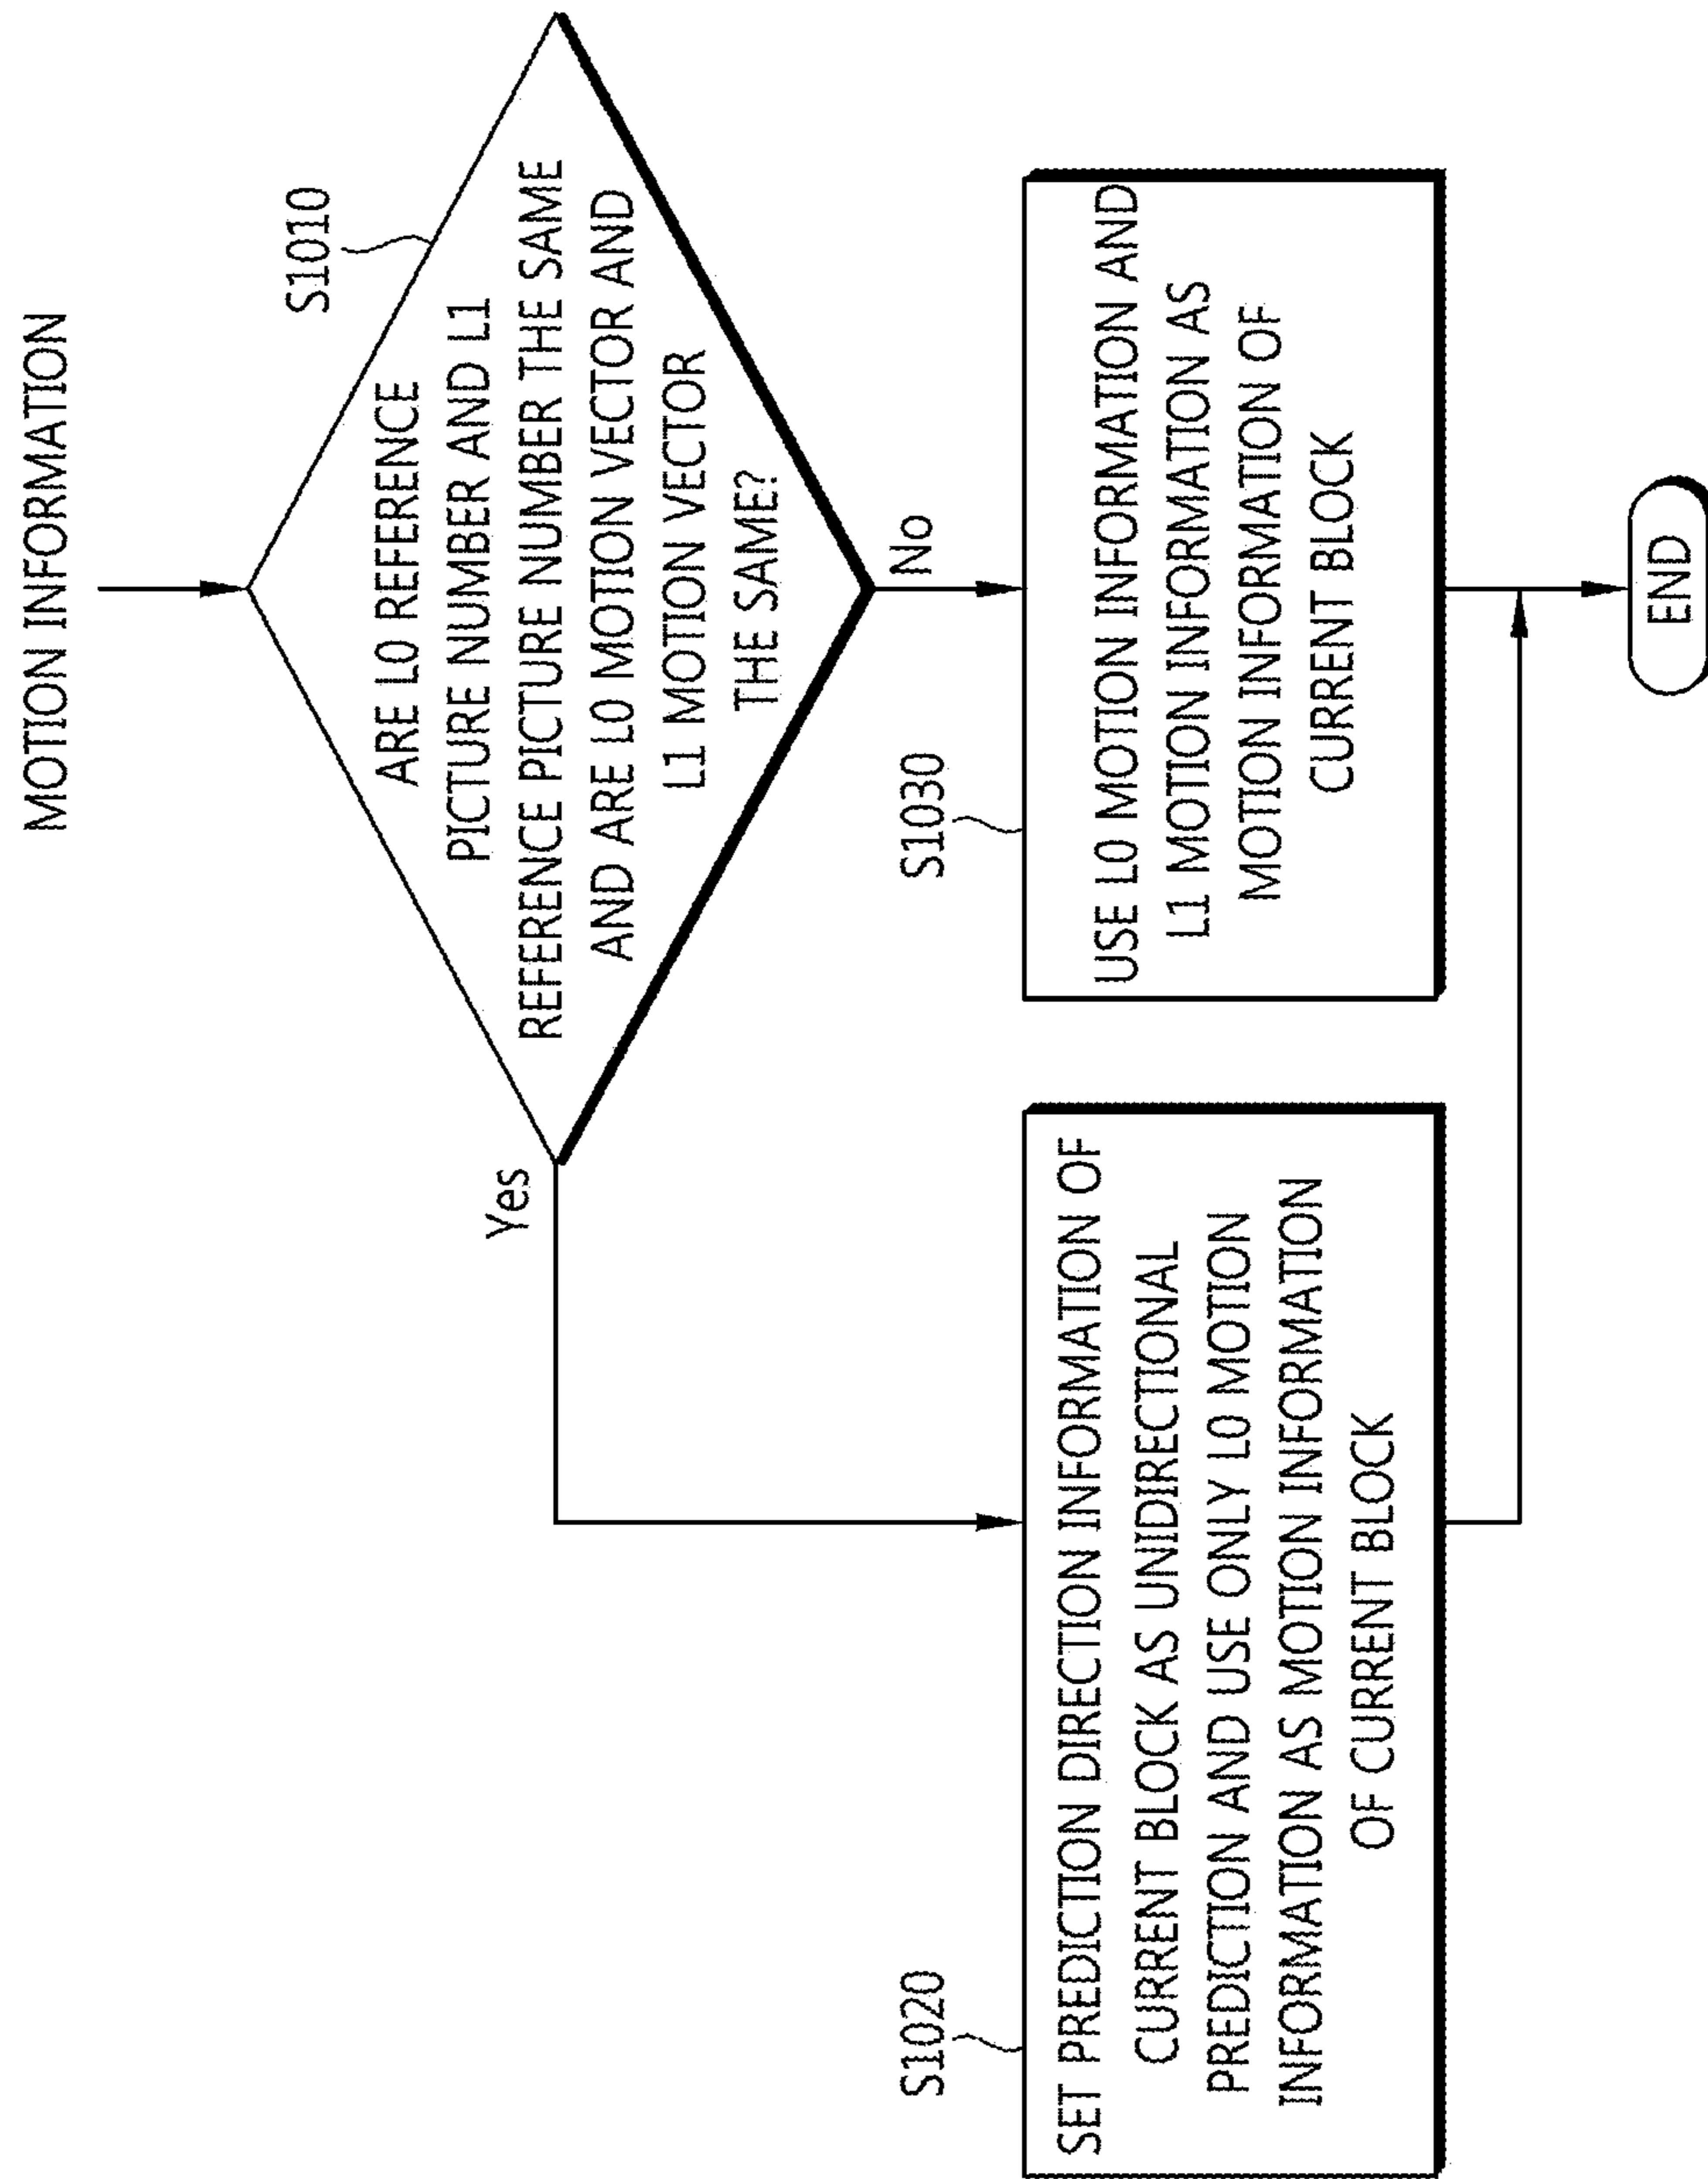 MOTION INFORMATION
S1010
ARE L0 REFERENCE
PICTURE NUMBER AND L1
REFERENCE PICTURE NUMBER THE SAME
AND ARE L0 MOTION VECTOR AND
L1 MOTION VECTOR
THE SAME?
Yes
No
S1020
SET PREDICTION DIRECTION INFORMATION OF
CURRENT BLOCK AS UNIDIRECTIONAL
PREDICTION AND USE ONLY L0 MOTION
INFORMATION AS MOTION INFORMATION
OF CURRENT BLOCK
S1030
USE L0 MOTION INFORMATION AND
L1 MOTION INFORMATION AS
MOTION INFORMATION OF
CURRENT BLOCK
END